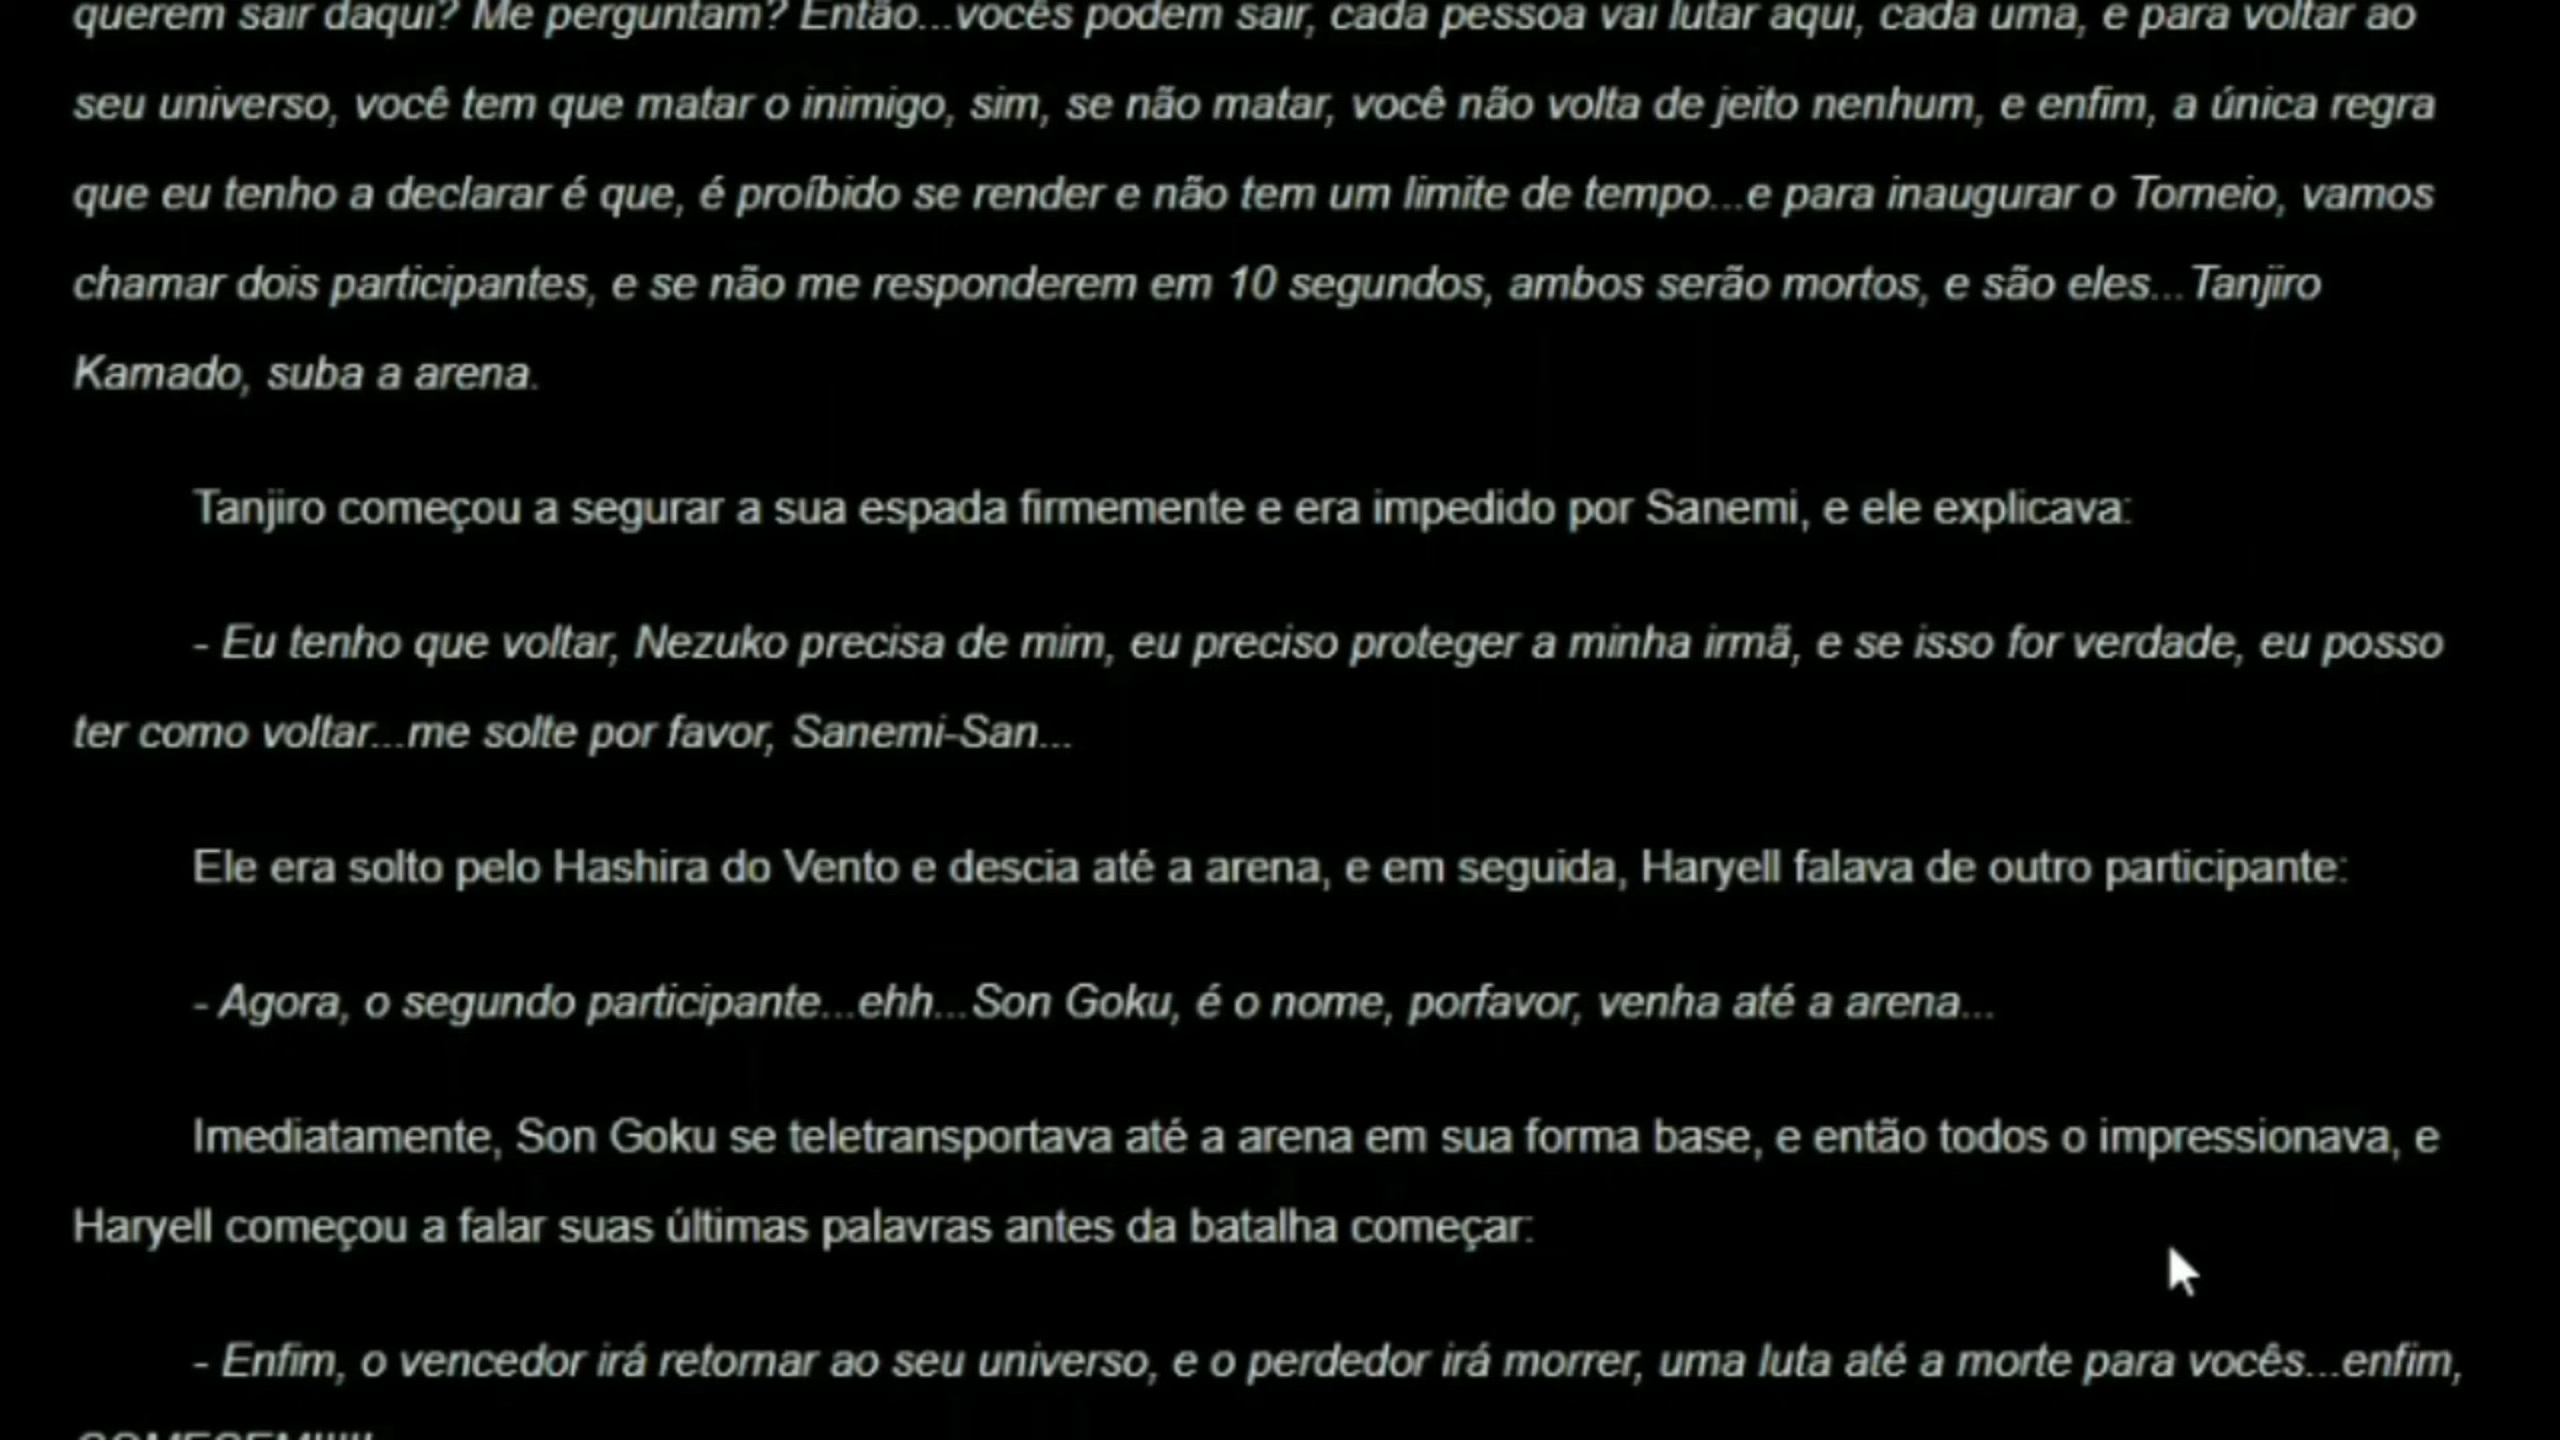 querem sair daqui? Me perguntam? Então...vocês podem sair, cada pessoa vai lutar aqui, cada uma, e para voltar ao
seu universo, você tem que matar o inimigo, sim, se não matar, você não volta de jeito nenhum, e enfim, a única regra
que eu tenho a declarar é que, é proíbido se render e não tem um limite de tempo...e para inaugurar o Torneio, vamos
chamar dois participantes, e se não me responderem em 10 segundos, ambos serão mortos, e são eles...Tanjiro
Kamado, suba a arena.
Tanjiro começou a segurar a sua espada firmemente e era impedido por Sanemi, e ele explicava:
- Eu tenho que voltar, Nezuko precisa de mim, eu preciso proteger a minha irmã, e se isso for verdade, eu posso
ter como voltar...me solte por favor, Sanemi-San...
Ele era solto pelo Hashira do Vento e descia até a arena, e em seguida, Haryell falava de outro participante:
- Agora, o segundo participante...ehh...Son Goku, é o nome, porfavor, venha até a arena...
Imediatamente, Son Goku se teletransportava até a arena em sua forma base, e então todos o impressionava, e
Haryell começou a falar suas últimas palavras antes da batalha começar:
- Enfim, o vencedor irá retornar ao seu universo, e o perdedor irá morrer, uma luta até a morte para vocês...enfim,